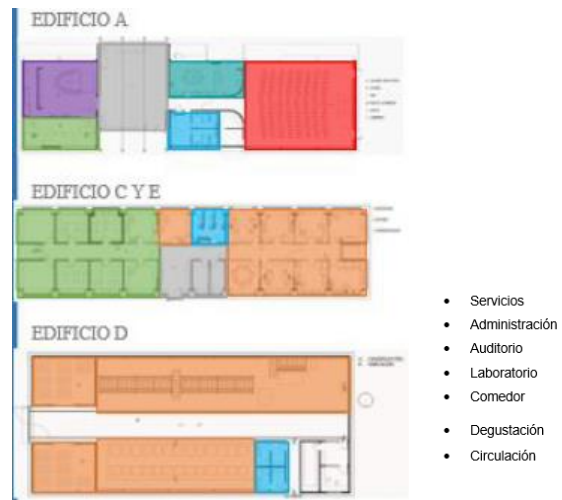 EDIFICIO A
EDIFICIO C Y E
EDIFICIO D
• Servicios
• Administración
• Auditorio
• Laboratorio
• Comedor
• Degustación
• Circulación